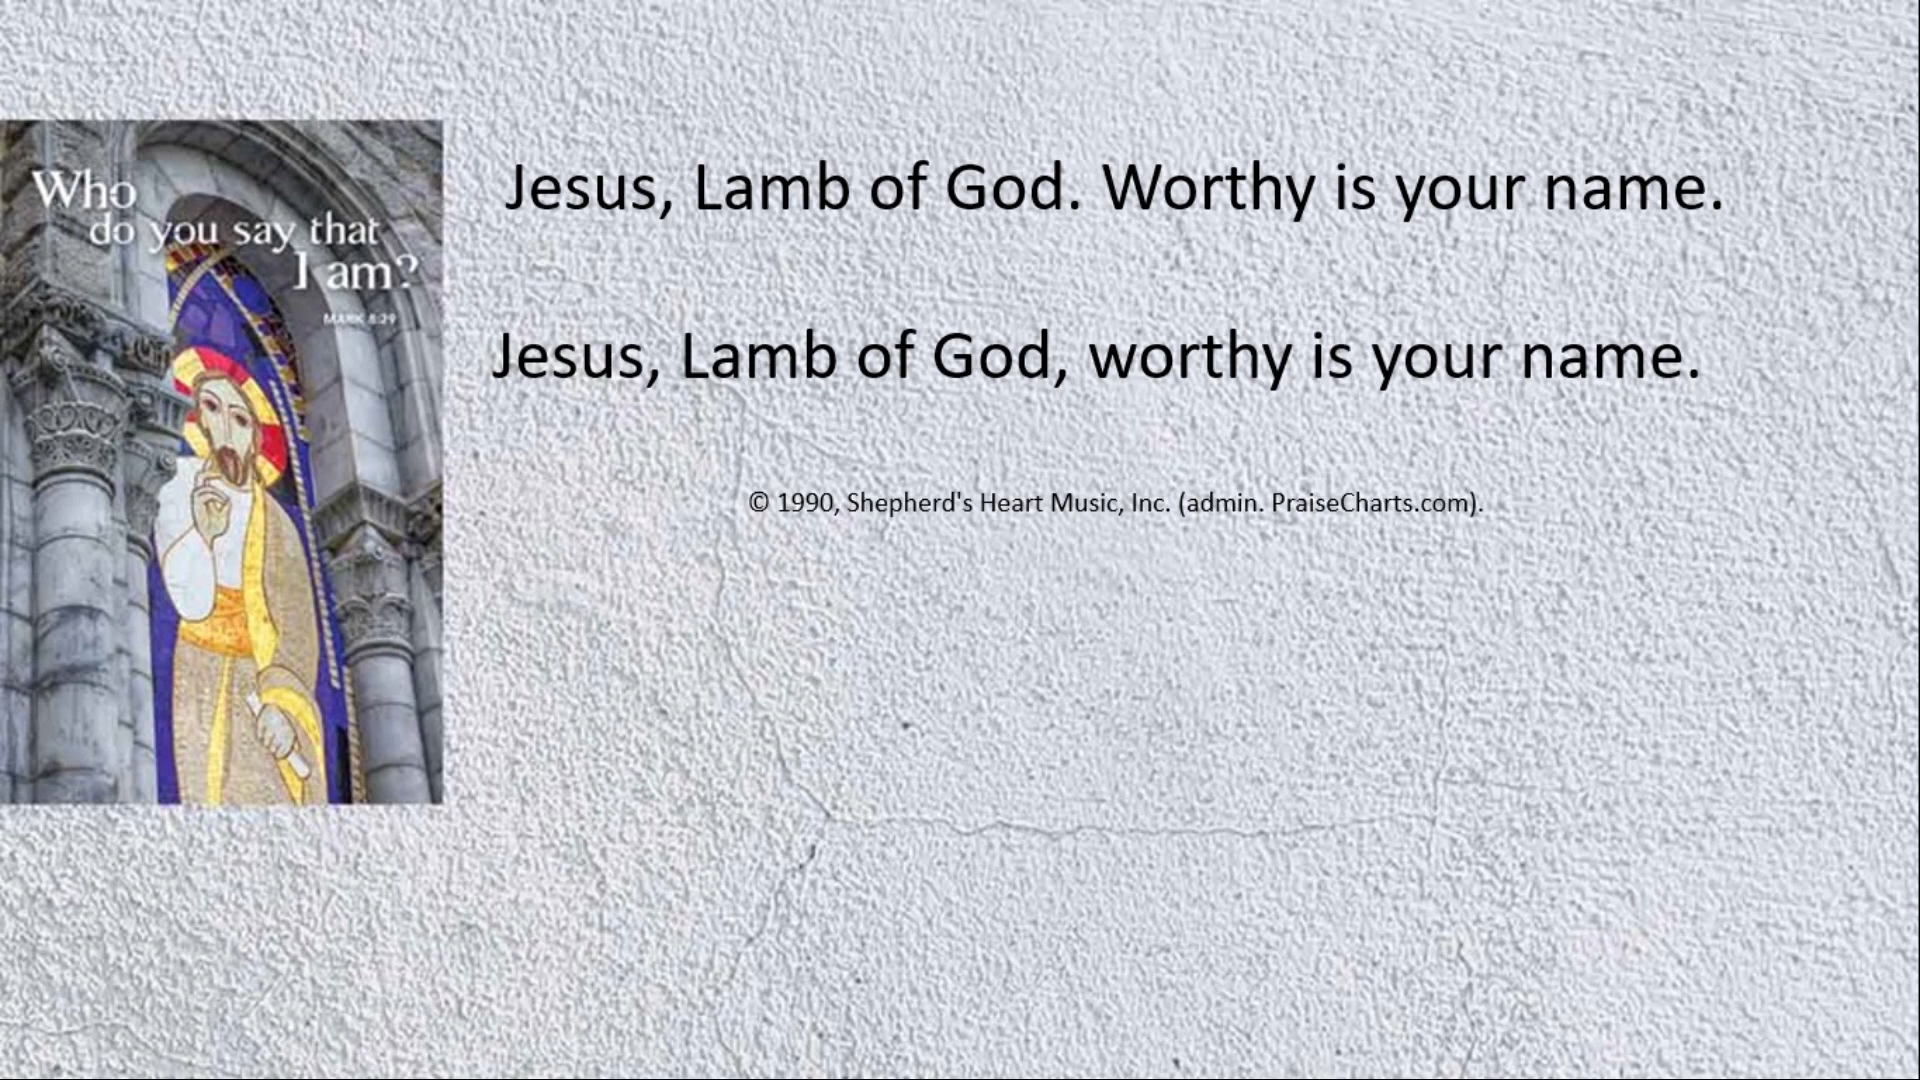 Who
do you say that
I am?
MARK 8:29
Jesus, Lamb of God. Worthy is your name.
Jesus, Lamb of God, worthy is your name.
© 1990, Shepherd's Heart Music, Inc. (admin. PraiseCharts.com).